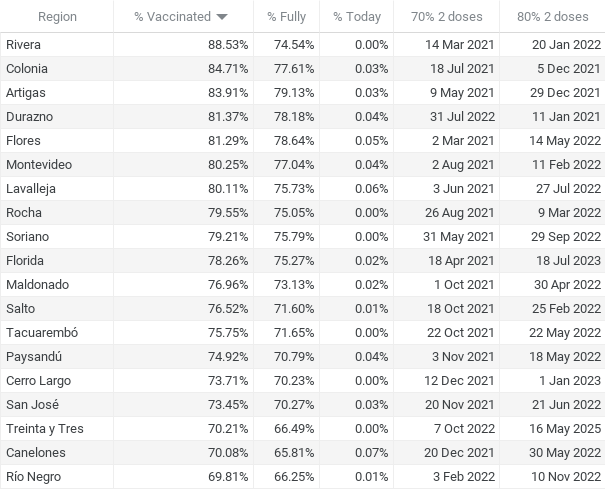 Region % Vaccinated % Fully % Today 70% 2 doses 80% 2 doses
Rivera 88.53% 74.54% 0.00% 14 Mar 2021 20 Jan 2022
Colonia 84.71% 77.61% 0.03% 18 Jul 2021 5 Dec 2021
Artigas 83.91% 79.13% 0.03% 9 May 2021 29 Dec 2021
Durazno 81.37% 78.18% 0.04% 31 Jul 2022 11 Jan 2021
Flores 81.29% 78.64% 0.05% 2 Mar 2021 14 May 2022
Montevideo 80.25% 77.04% 0.04% 2 Aug 2021 11 Feb 2022
Lavalleja 80.11% 75.73% 0.06% 3 Jun 2021 27 Jul 2022
Rocha 79.55% 75.05% 0.00% 26 Aug 2021 9 Mar 2022
Soriano 79.21% 75.79% 0.00% 31 May 2021 29 Sep 2022
Florida 78.26% 75.27% 0.02% 18 Apr 2021 18 Jul 2023
Maldonado 76.96% 73.13% 0.02% 1 Oct 2021 30 Apr 2022
Salto 76.52% 71.60% 0.01% 18 Oct 2021 25 Feb 2022
Tacuarembó 75.75% 71.65% 0.00% 22 Oct 2021 22 May 2022
Paysandú 74.92% 70.79% 0.04% 3 Nov 2021 18 May 2022
Cerro Largo 73.71% 70.23% 0.00% 12 Dec 2021 1 Jan 2023
San José 73.45% 70.27% 0.03% 20 Nov 2021 21 Jun 2022
Treinta y Tres 70.21% 66.49% 0.00% 7 Oct 2022 16 May 2025
Canelones 70.08% 65.81% 0.07% 20 Dec 2021 30 May 2022
Río Negro 69.81% 66.25% 0.01% 3 Feb 2022 10 Nov 2022